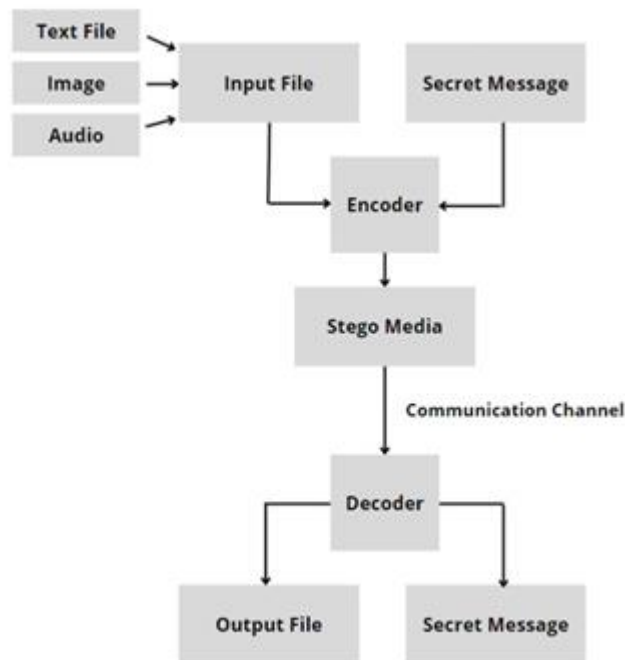 Text File
Image
Audio
Input File
Secret Message
Encoder
Stego Media
Communication Channel
Decoder
Output File
Secret Message